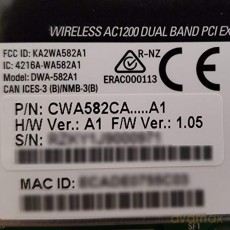 WIRELESS AC1200 DUAL BAND PCI EX
FCC ID: KA2WA582A1
IC: 4216A-WA582A1
Model: DWA-582A1
CAN ICES-3 (B)/NMB-3(B)
R-NZ
ERAC000113
P/N: CWA582CA.....A1
H/W Ver.: A1 F/W Ver.: 1.05
S/N:
MAC ID:
avgmax